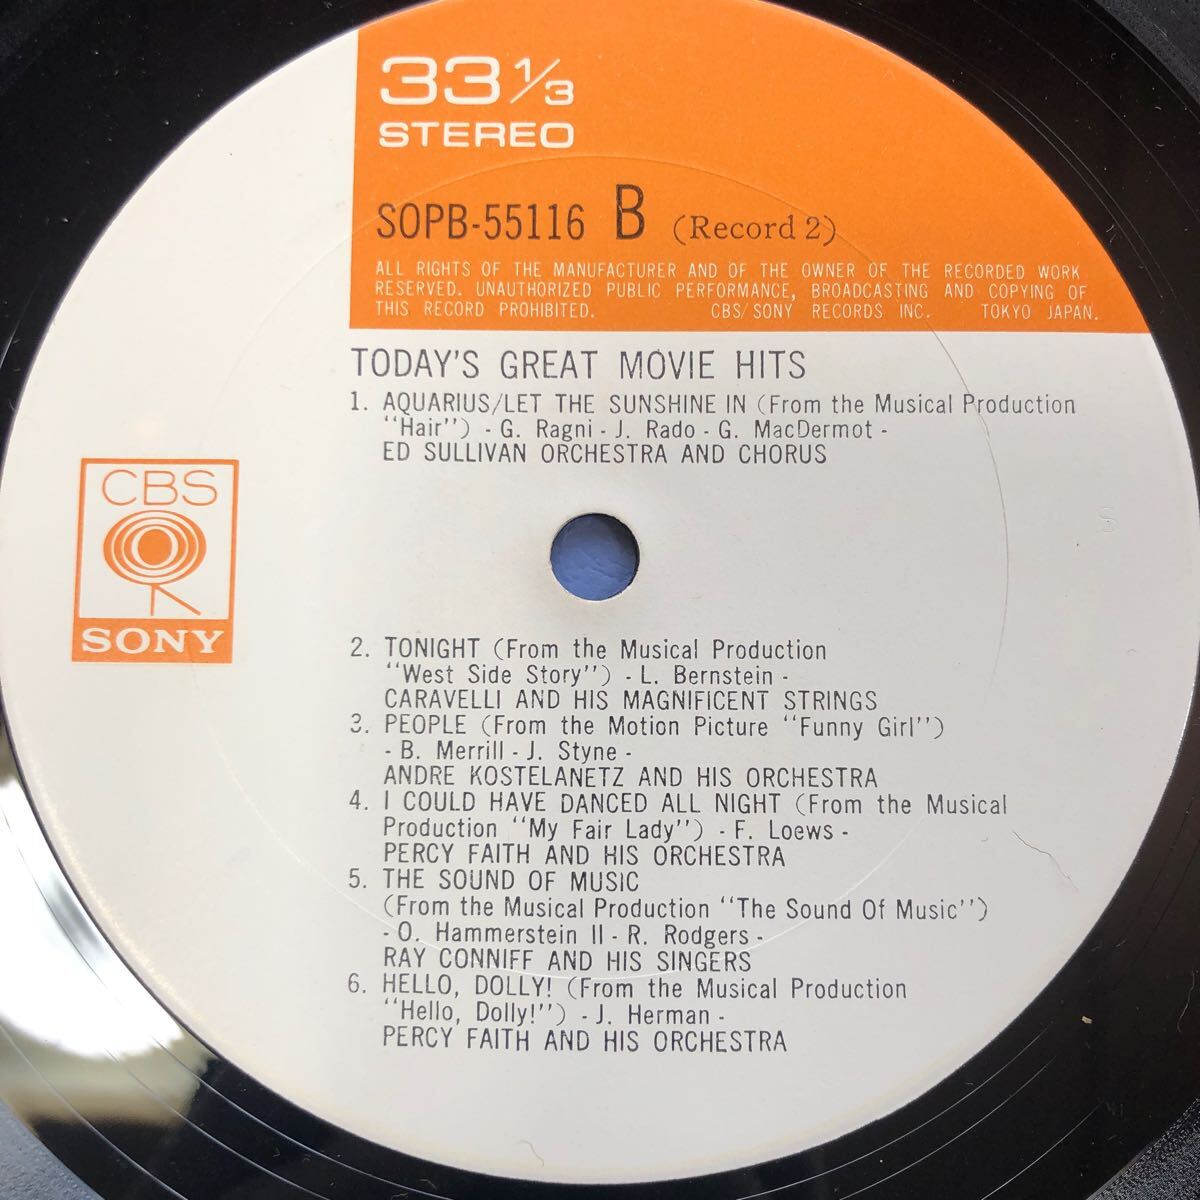 33 1/3
STEREO
SOPB-55116 B (Record 2)
ALL RIGHTS OF THE MANUFACTURER AND OF THE OWNER OF THE RECORDED WORK
RESERVED. UNAUTHORIZED PUBLIC PERFORMANCE, BROADCASTING AND COPYING OF
THIS RECORD PROHIBITED. CBS/SONY RECORDS INC. TOKYO JAPAN.
TODAY'S GREAT MOVIE HITS
1. AQUARIUS/LET THE SUNSHINE IN (From the Musical Production
"Hair") - G. Ragni - J. Rado - G. MacDermot -
ED SULLIVAN ORCHESTRA AND CHORUS
CBS
SONY
2. TONIGHT (From the Musical Production
"West Side Story") - L. Bernstein -
CARAVELLI AND HIS MAGNIFICENT STRINGS
3. PEOPLE (From the Motion Picture "Funny Girl")
- B. Merrill - J. Styne -
ANDRE KOSTELANETZ AND HIS ORCHESTRA
4. I COULD HAVE DANCED ALL NIGHT (From the Musical
Production "My Fair Lady") - F. Loews -
PERCY FAITH AND HIS ORCHESTRA
5. THE SOUND OF MUSIC
(From the Musical Production "The Sound Of Music")
- O. Hammerstein II - R. Rodgers -
RAY CONNIFF AND HIS SINGERS
6. HELLO, DOLLY! (From the Musical Production
"Hello, Dolly!") - J. Herman -
PERCY FAITH AND HIS ORCHESTRA